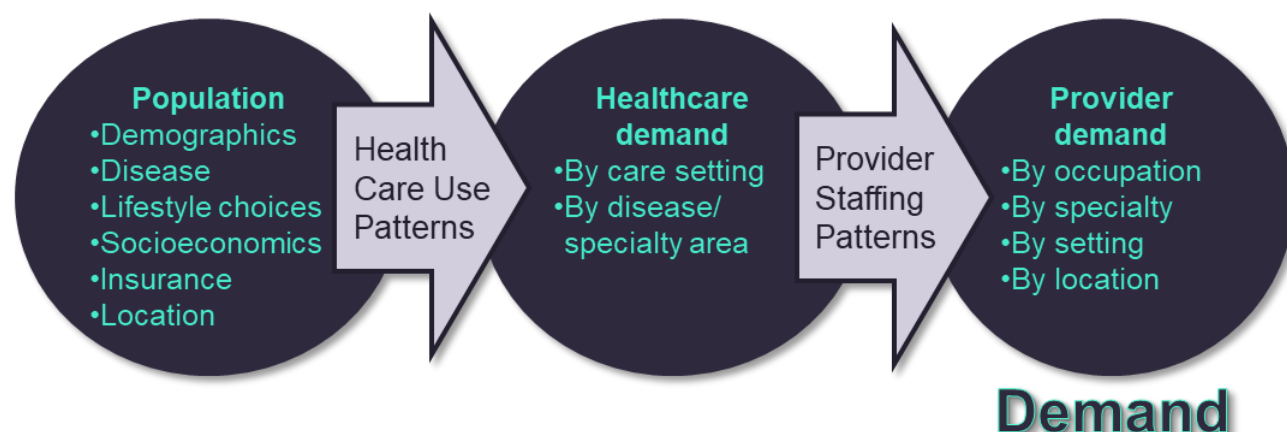 Population
•Demographics
•Disease
•Lifestyle choices
•Socioeconomics
•Insurance
•Location
Health
Care Use
Patterns
Healthcare
demand
•By care setting
•By disease/
specialty area
Provider
Staffing
Patterns
Provider
demand
•By occupation
•By specialty
•By setting
•By location
Demand